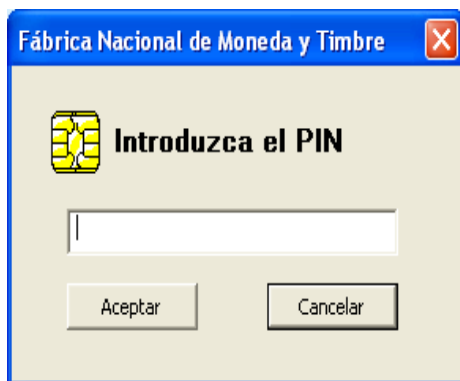 Fábrica Nacional de Moneda y Timbre
Introduzca el PIN
Aceptar
Cancelar